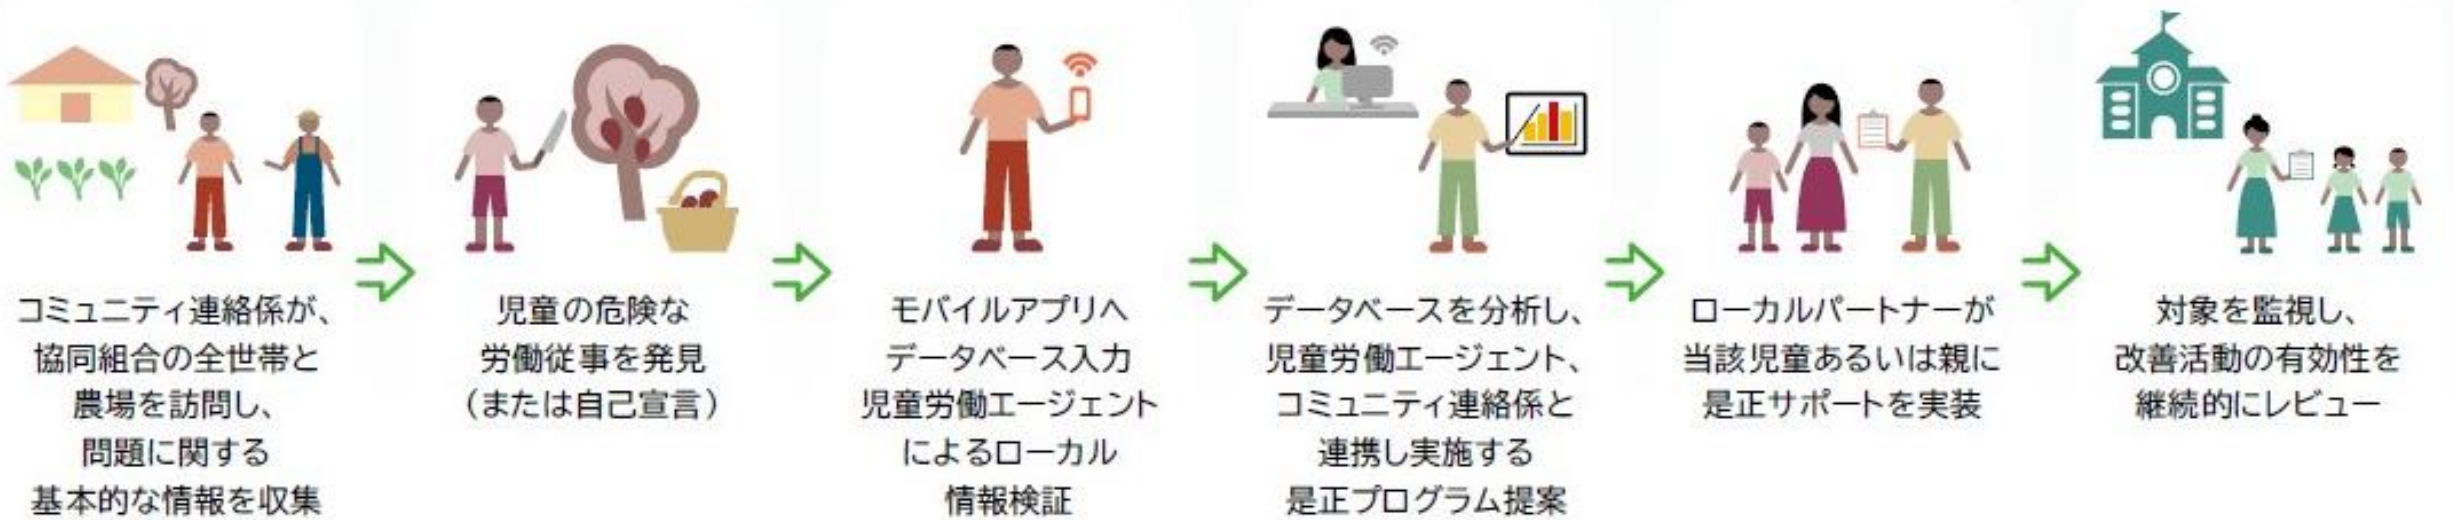 コミュニティ連絡係が、
協同組合の全世帯と
農場を訪問し、
問題に関する
基本的な情報を収集
児童の危険な
労働従事を発見
（または自己宣言）
モバイルアプリへ
データベース入力
児童労働エージェント
によるローカル
情報検証
データベースを分析し、
児童労働エージェント、
コミュニティ連絡係と
連携し実施する
是正プログラム提案
ローカルパートナーが
当該児童あるいは親に
是正サポートを実装
対象を監視し、
改善活動の有効性を
継続的にレビュー